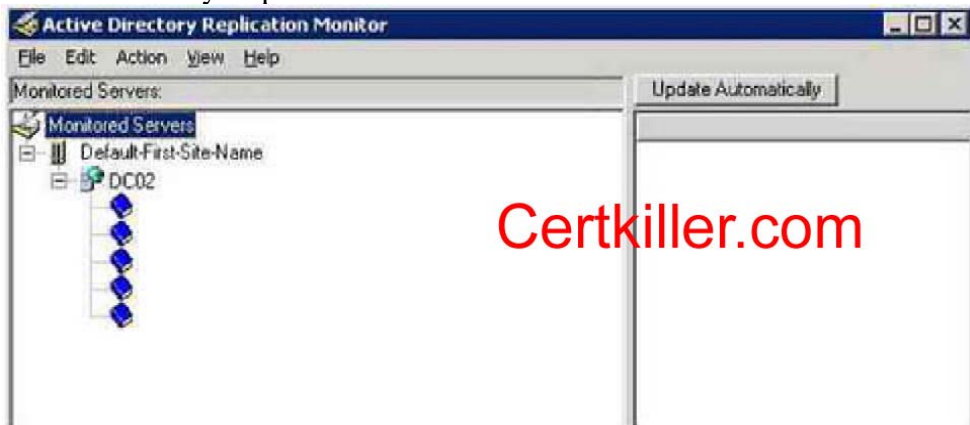 Active Directory Replication Monitor
File Edit Action View Help
Monitored Servers:
Update Automatically
Monitored Servers
Default-First-Site-Name
DC02
Certkiller.com